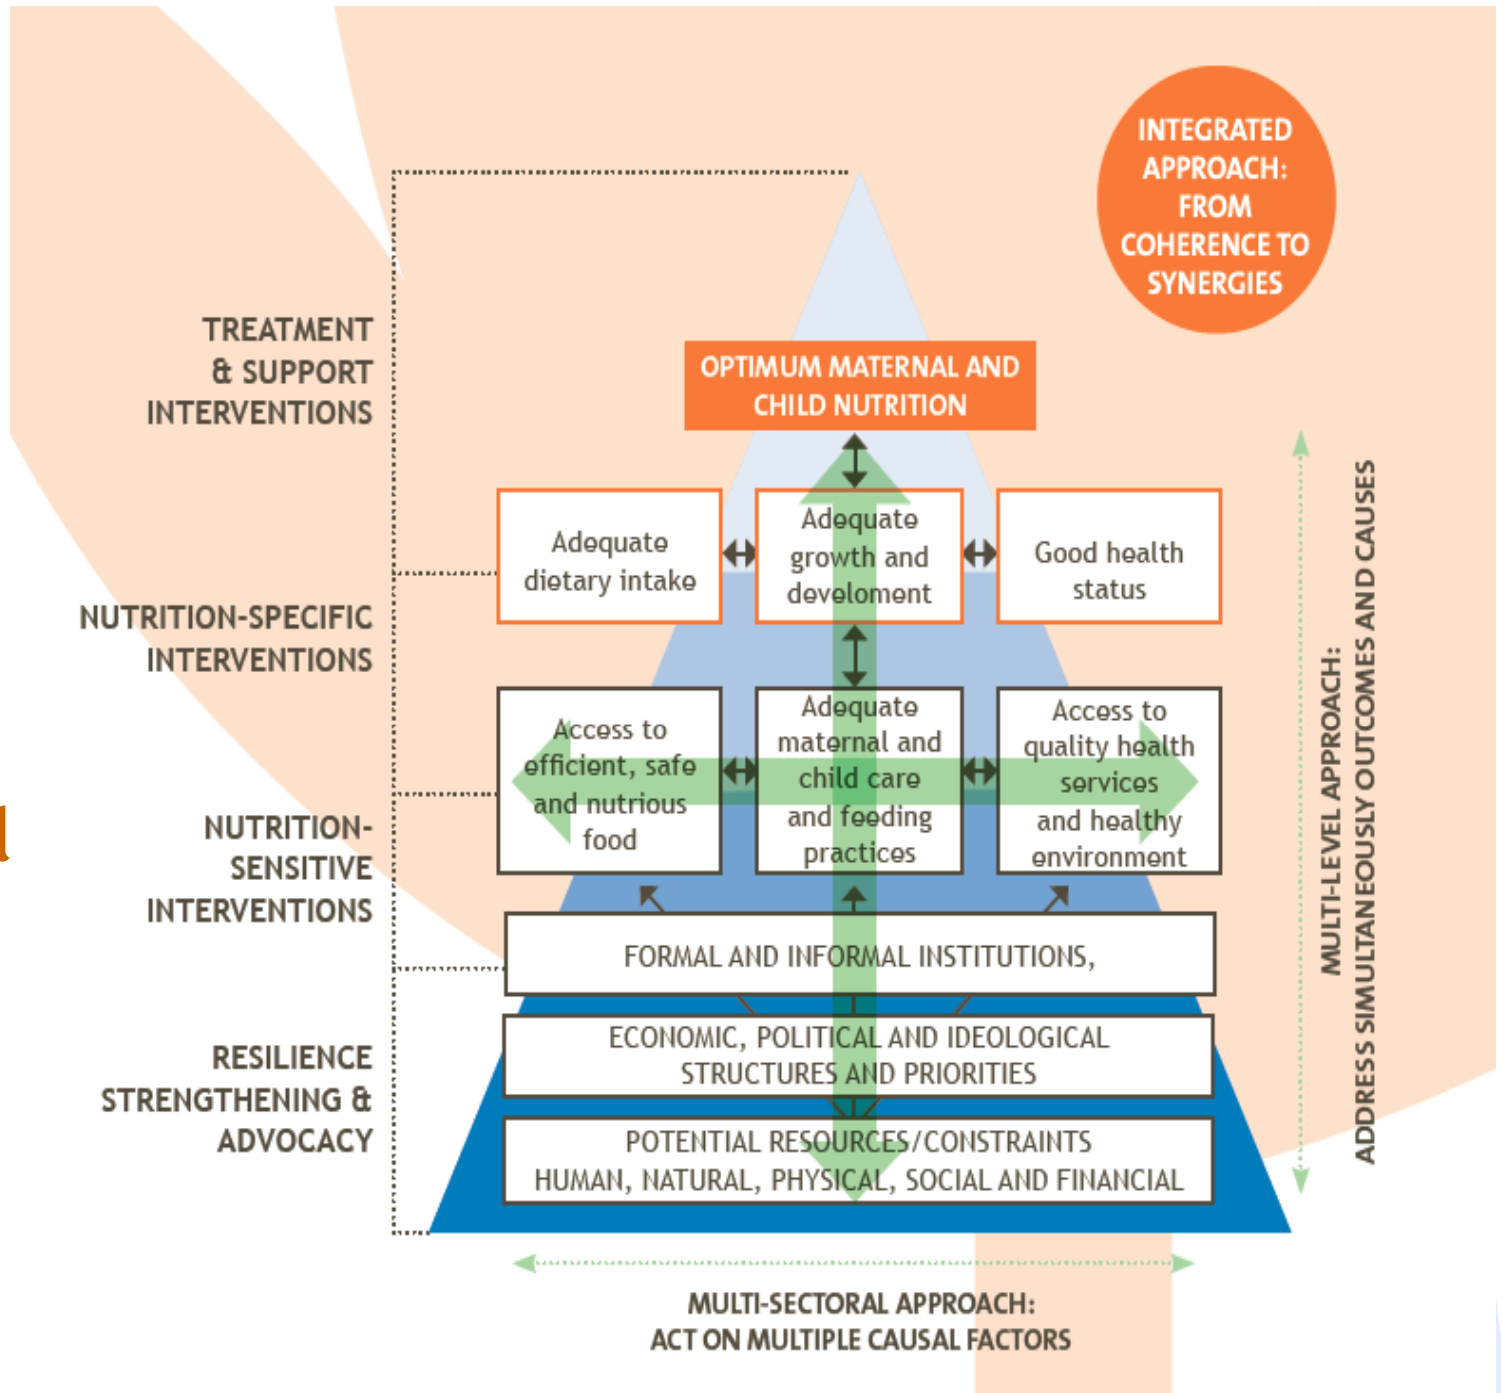 INTEGRATED
APPROACH:
FROM
COHERENCE TO
SYNERGIES
TREATMENT
& SUPPORT
INTERVENTIONS
OPTIMUM MATERNAL AND
CHILD NUTRITION
Adequate
dietary intake
Adequate
growth and
develoment
Good health
status
NUTRITION-SPECIFIC
INTERVENTIONS
Access to
efficient, safe
and nutrious
food
Adequate
maternal and
child care
and feeding
practices
Access to
quality health
services
and healthy
environment
NUTRITION-
SENSITIVE
INTERVENTIONS
FORMAL AND INFORMAL INSTITUTIONS,
ECONOMIC, POLITICAL AND IDEOLOGICAL
STRUCTURES AND PRIORITIES
RESILIENCE
STRENGTHENING &
ADVOCACY
POTENTIAL RESOURCES/CONSTRAINTS
HUMAN, NATURAL, PHYSICAL, SOCIAL AND FINANCIAL
MULTI-LEVEL APPROACH:
ADDRESS SIMULTANEOUSLY OUTCOMES AND CAUSES
MULTI-SECTORAL APPROACH:
ACT ON MULTIPLE CAUSAL FACTORS